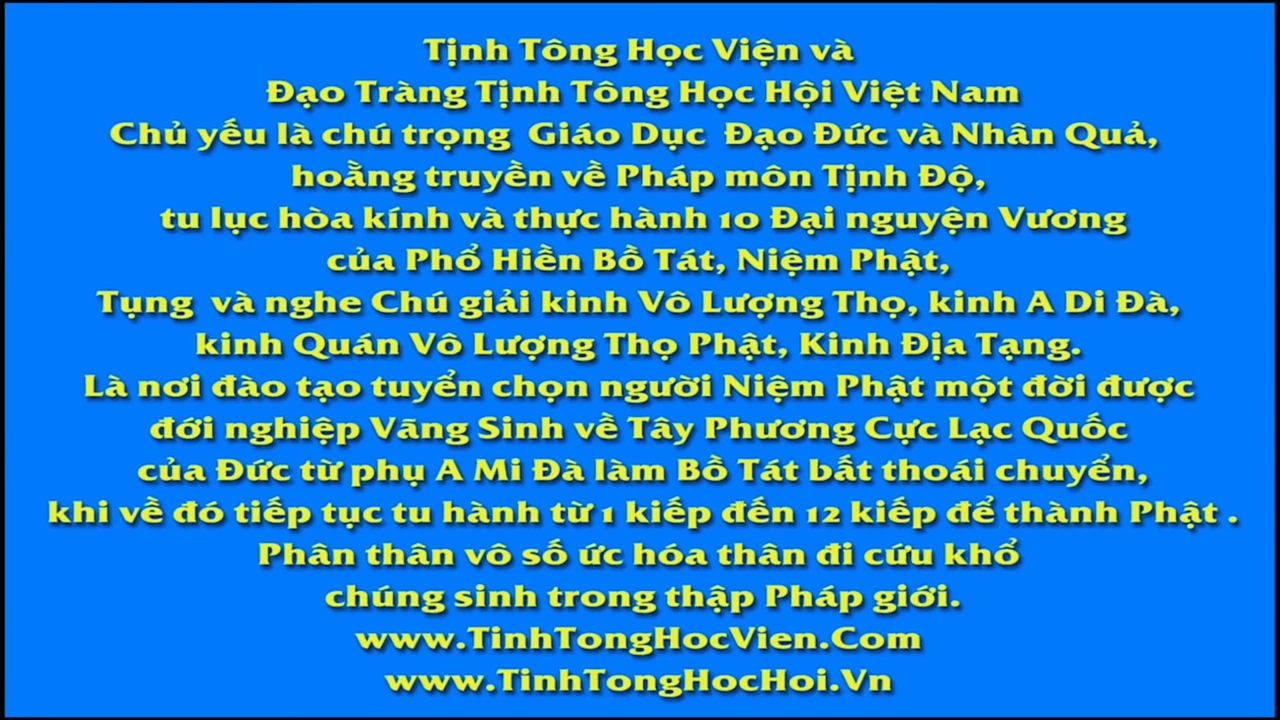 Tịnh Tông Học Viện và
Đạo Tràng Tịnh Tông Học Hội Việt Nam
Chủ yếu là chú trọng Giáo Dục Đạo Đức và Nhân Quả,
hoằng truyền về Pháp môn Tịnh Độ,
tu lục hòa kính và thực hành 10 Đại nguyện Vương
của Phổ Hiền Bồ Tát, Niệm Phật,
Tụng và nghe Chú giải kinh Vô Lượng Thọ, kinh A Di Đà,
kinh Quán Vô Lượng Thọ Phật, Kinh Địa Tạng.
Là nơi đào tạo tuyển chọn người Niệm Phật một đời được
đới nghiệp Vãng Sinh về Tây Phương Cực Lạc Quốc
của Đức từ phụ A Mi Đà làm Bồ Tát bất thoái chuyển,
khi về đó tiếp tục tu hành từ 1 kiếp đến 12 kiếp để thành Phật .
Phân thân vô số ức hóa thân đi cứu khổ
chúng sinh trong thập Pháp giới.
www.TinhTongHocVien.Com
www.TinhTongHocHoi.Vn